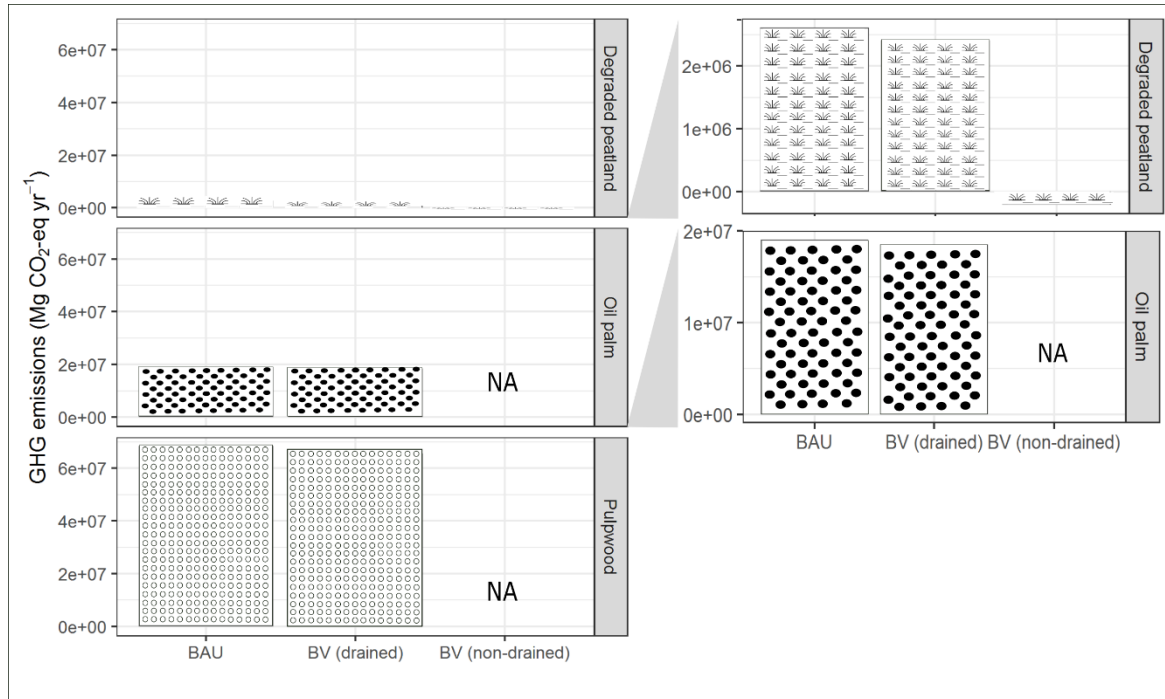 GHG emissions (Mg CO₂-eq yr⁻¹)
6e+07
4e+07
2e+07
0e+00
Degraded peatland
6e+07
4e+07
2e+07
0e+00
NA
Oil palm
6e+07
4e+07
2e+07
0e+00
NA
Pulpwood
BAU
BV (drained)
BV (non-drained)
2e+06
1e+06
0e+00
Degraded peatland
2e+07
1e+07
0e+00
NA
Oil palm
BAU
BV (drained)
BV (non-drained)